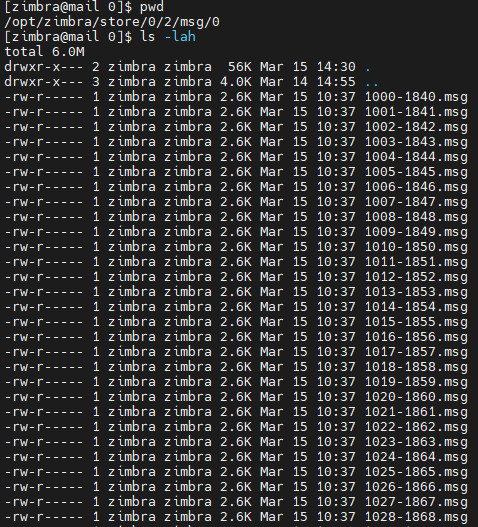 [zimbra@mail 0]$ pwd
/opt/zimbra/store/0/2/msg/0
[zimbra@mail 0]$ ls -lah
total 6.0M
drwxr-x--- 2 zimbra zimbra  56K Mar 15 14:30 .
drwxr-x--- 3 zimbra zimbra 4.0K Mar 14 14:55 ..
-rw-r----- 1 zimbra zimbra 2.6K Mar 15 10:37 1000-1840.msg
-rw-r----- 1 zimbra zimbra 2.6K Mar 15 10:37 1001-1841.msg
-rw-r----- 1 zimbra zimbra 2.6K Mar 15 10:37 1002-1842.msg
-rw-r----- 1 zimbra zimbra 2.6K Mar 15 10:37 1003-1843.msg
-rw-r----- 1 zimbra zimbra 2.6K Mar 15 10:37 1004-1844.msg
-rw-r----- 1 zimbra zimbra 2.6K Mar 15 10:37 1005-1845.msg
-rw-r----- 1 zimbra zimbra 2.6K Mar 15 10:37 1006-1846.msg
-rw-r----- 1 zimbra zimbra 2.6K Mar 15 10:37 1007-1847.msg
-rw-r----- 1 zimbra zimbra 2.6K Mar 15 10:37 1008-1848.msg
-rw-r----- 1 zimbra zimbra 2.6K Mar 15 10:37 1009-1849.msg
-rw-r----- 1 zimbra zimbra 2.6K Mar 15 10:37 1010-1850.msg
-rw-r----- 1 zimbra zimbra 2.6K Mar 15 10:37 1011-1851.msg
-rw-r----- 1 zimbra zimbra 2.6K Mar 15 10:37 1012-1852.msg
-rw-r----- 1 zimbra zimbra 2.6K Mar 15 10:37 1013-1853.msg
-rw-r----- 1 zimbra zimbra 2.6K Mar 15 10:37 1014-1854.msg
-rw-r----- 1 zimbra zimbra 2.6K Mar 15 10:37 1015-1855.msg
-rw-r----- 1 zimbra zimbra 2.6K Mar 15 10:37 1016-1856.msg
-rw-r----- 1 zimbra zimbra 2.6K Mar 15 10:37 1017-1857.msg
-rw-r----- 1 zimbra zimbra 2.6K Mar 15 10:37 1018-1858.msg
-rw-r----- 1 zimbra zimbra 2.6K Mar 15 10:37 1019-1859.msg
-rw-r----- 1 zimbra zimbra 2.6K Mar 15 10:37 1020-1860.msg
-rw-r----- 1 zimbra zimbra 2.6K Mar 15 10:37 1021-1861.msg
-rw-r----- 1 zimbra zimbra 2.6K Mar 15 10:37 1022-1862.msg
-rw-r----- 1 zimbra zimbra 2.6K Mar 15 10:37 1023-1863.msg
-rw-r----- 1 zimbra zimbra 2.6K Mar 15 10:37 1024-1864.msg
-rw-r----- 1 zimbra zimbra 2.6K Mar 15 10:37 1025-1865.msg
-rw-r----- 1 zimbra zimbra 2.6K Mar 15 10:37 1026-1866.msg
-rw-r----- 1 zimbra zimbra 2.6K Mar 15 10:37 1027-1867.msg
-rw-r----- 1 zimbra zimbra 2.6K Mar 15 10:37 1028-1868.msg